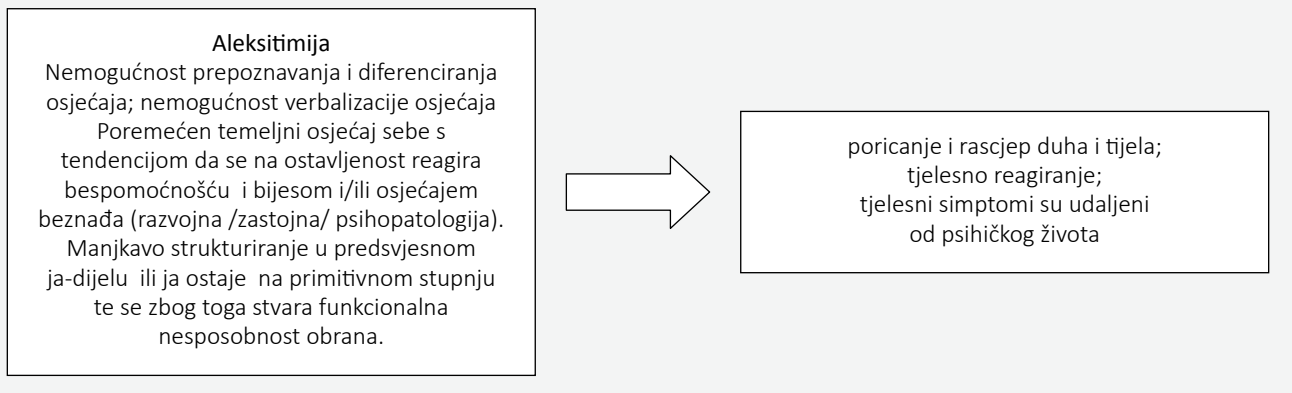 Aleksitimija
Nemogućnost prepoznavanja i diferenciranja
osjećaja; nemogućnost verbalizacije osjećaja
Poremećen temeljni osjećaj sebe s
tendencijom da se na ostavljenost reagira
bespomoćnošću  i bijesom i/ili osjećajem
beznađa (razvojna /zastojna/ psihopatologija).
Manjkavo strukturiranje u predsvjesnom
ja-dijelu  ili ja ostaje  na primitivnom stupnju
te se zbog toga stvara funkcionalna
nesposobnost obrana.
poricanje i rascjep duha i tijela;
tjelesno reagiranje;
tjelesni simptomi su udaljeni
od psihičkog života